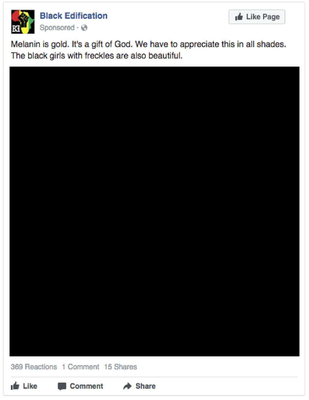 Black Edification
Like Page
Sponsored ·
Melanin is gold. It's a gift of God. We have to appreciate this in all shades.
The black girls with freckles are also beautiful.
369 Reactions 1 Comment 15 Shares
Like Comment Share